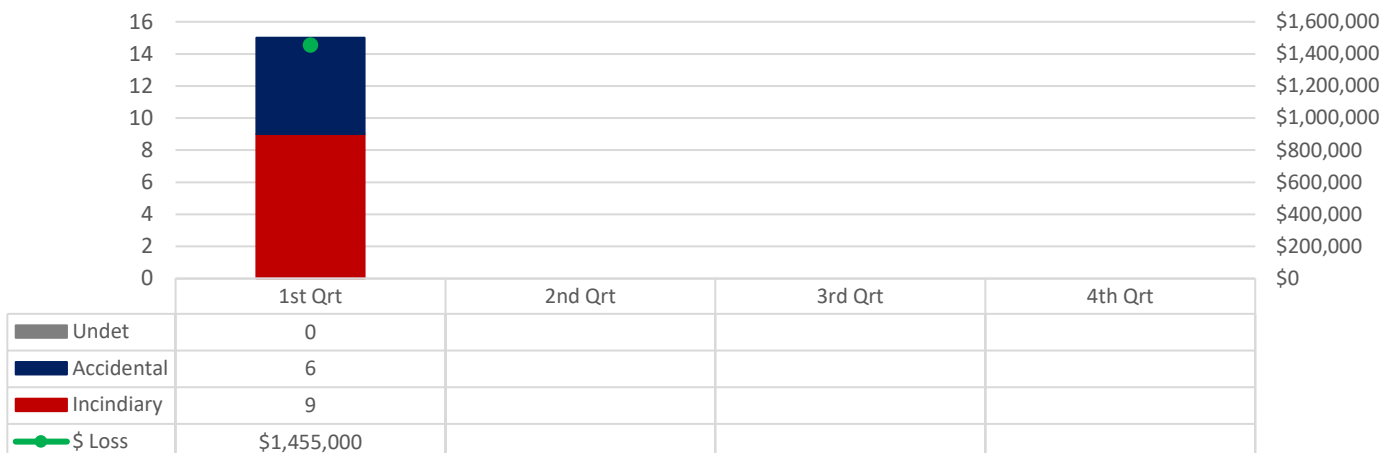 16 $1,600,000
14 $1,400,000
12 $1,200,000
10 $1,000,000
8 $800,000
6 $600,000
4 $400,000
2 $200,000
0 $0
1st Qrt 2nd Qrt 3rd Qrt 4th Qrt
Undet 0
Accidental 6
Incindiary 9
$ Loss $1,455,000